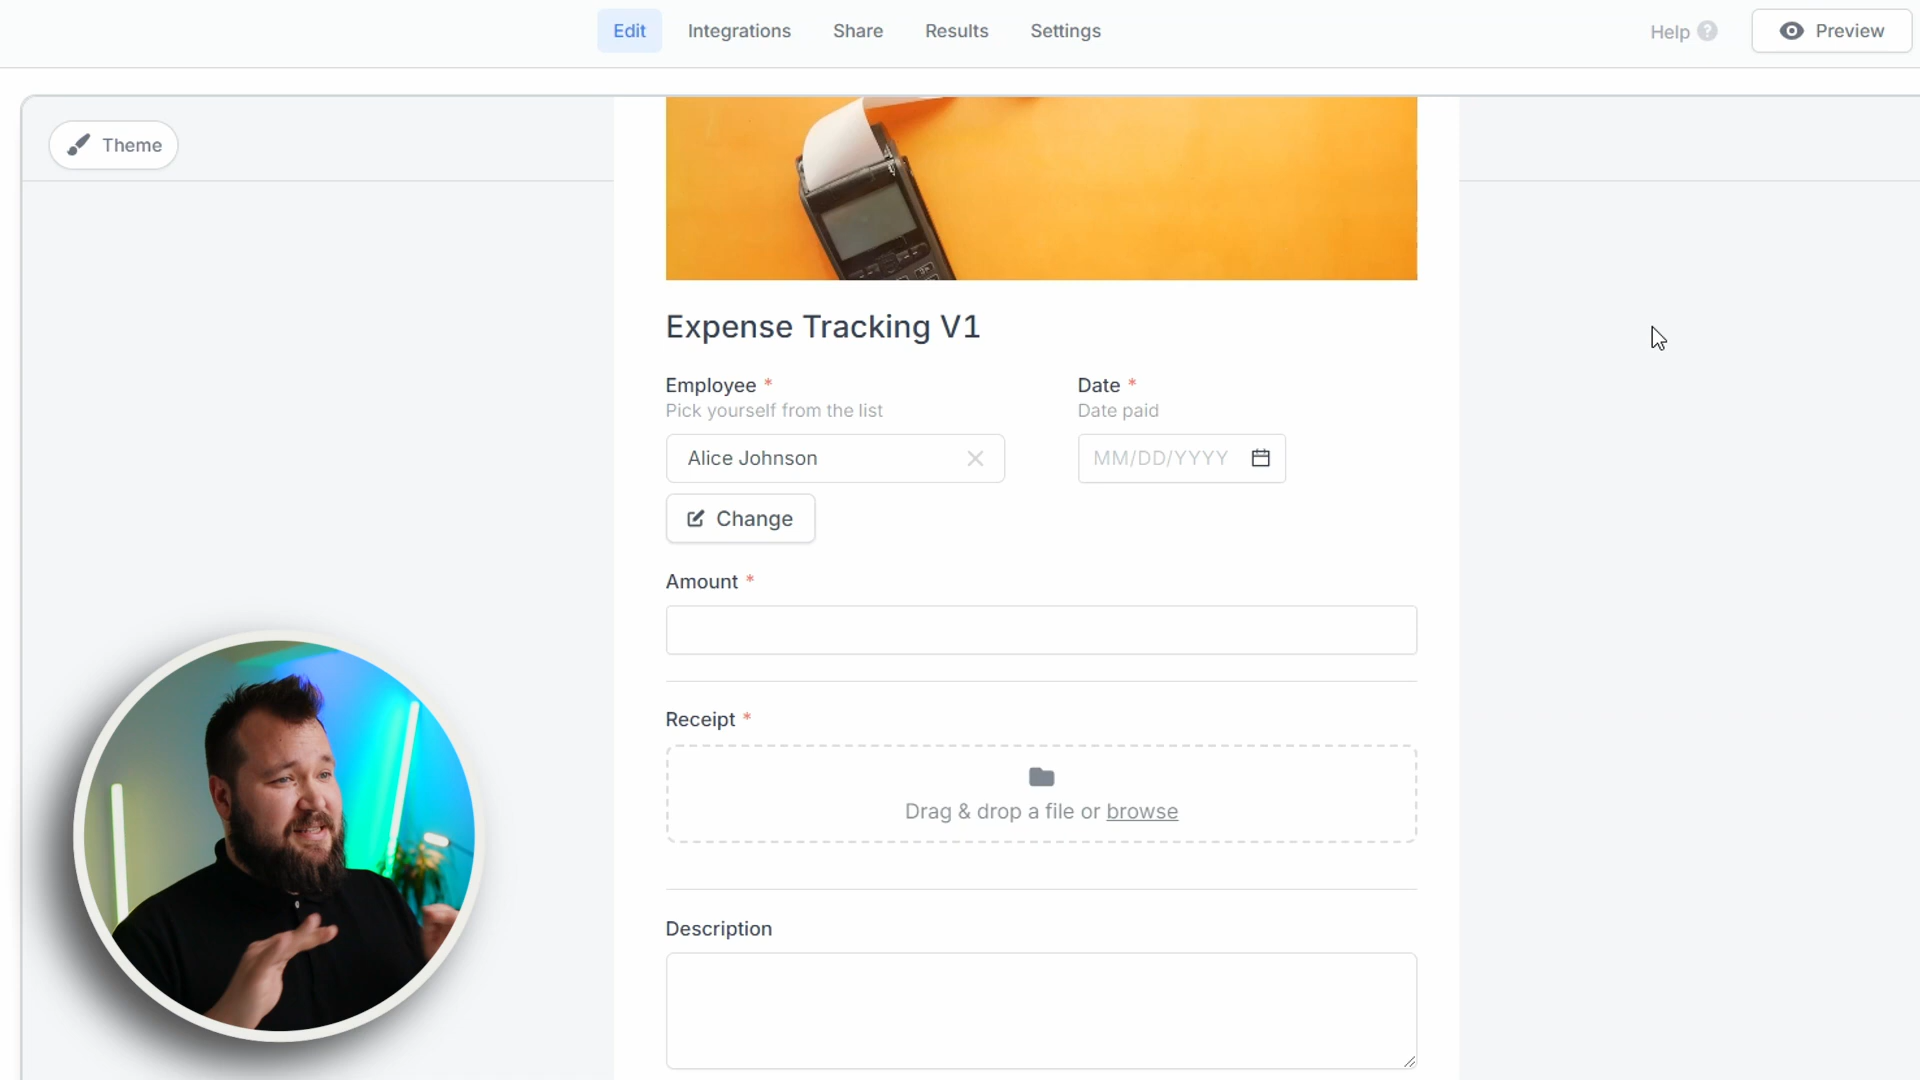 Edit
Integrations
Share
Results
Settings
Help ?
Preview
Theme
Expense Tracking V1
Employee *
Pick yourself from the list
Alice Johnson
Change
Date *
Date paid
MM/DD/YYYY
Amount *
Receipt *
Drag & drop a file or browse
Description